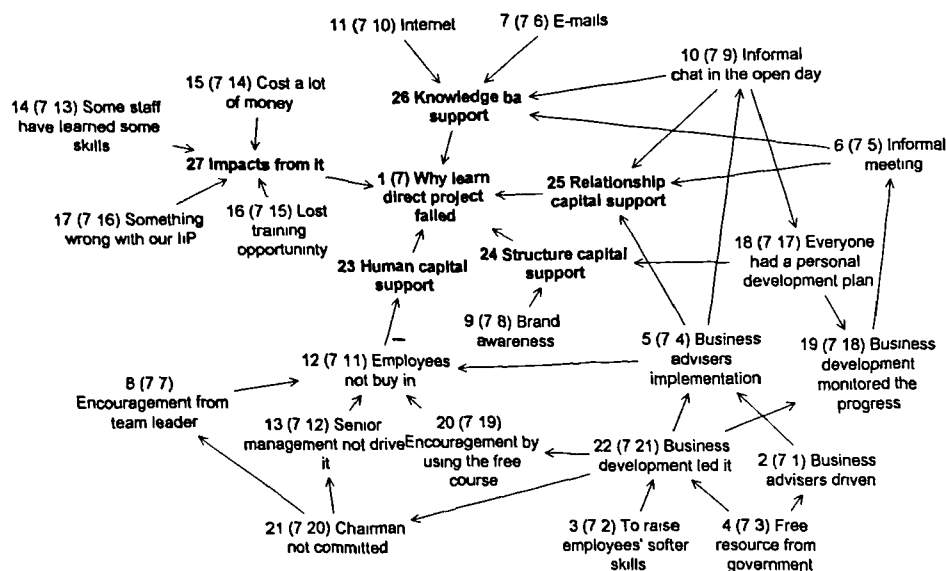 11 (7 10) Internet
7 (7 6) E-mails
10 (7 9) Informal
chat in the open day
15 (7 14) Cost a lot
of money
26 Knowledge ba
support
14 (7 13) Some staff
have learned some
skills
6 (7 5) Informal
meeting
27 Impacts from it
1 (7) Why learn
direct project
failed
25 Relationship
capital support
17 (7 16) Something
wrong with our IiP
16 (7 15) Lost
training
opportuninty
18 (7 17) Everyone
had a personal
development plan
23 Human capital
support
24 Structure capital
support
9 (7 8) Brand
awareness
5 (7 4) Business
advisers
implementation
19 (7 18) Business
development
monitored the
progress
12 (7 11) Employees
not buy in
8 (7 7)
Encouragement from
team leader
13 (7 12) Senior
management not drive
it
20 (7 19)
Encouragement by
using the free
course
22 (7 21) Business
development led it
2 (7 1) Business
advisers driven
21 (7 20) Chairman
not committed
3 (7 2) To raise
employees' softer
skills
4 (7 3) Free
resource from
government